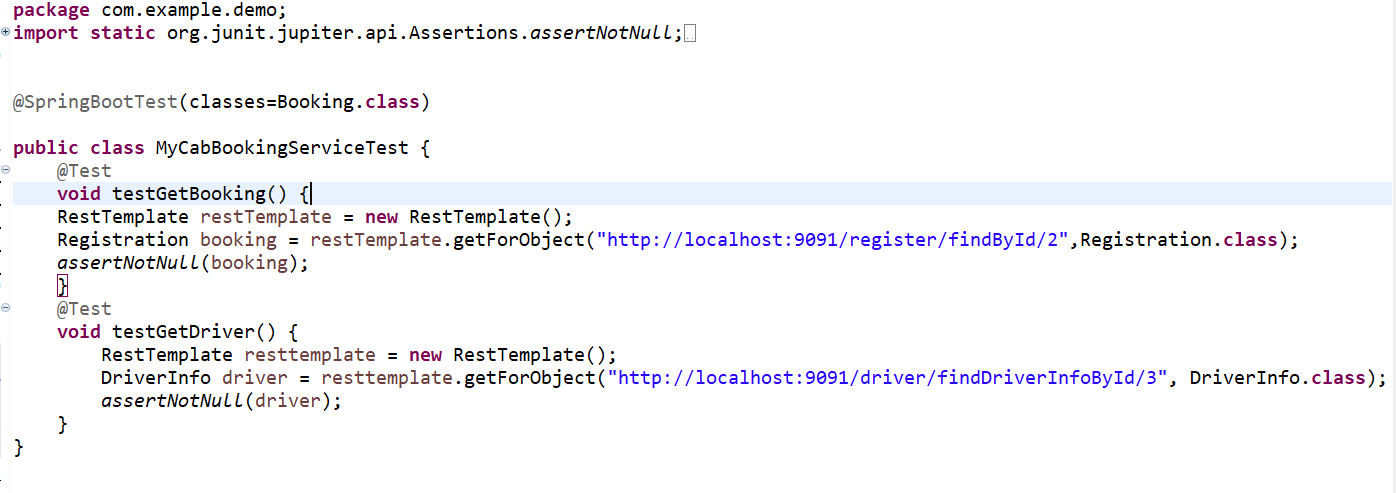 package com.example.demo;
import static org.junit.jupiter.api.Assertions.assertNotNull;
@SpringBootTest(classes=Booking.class)
public class MyCabBookingServiceTest {
@Test
void testGetBooking() {
RestTemplate restTemplate = new RestTemplate();
Registration booking = restTemplate.getForObject("http://localhost:9091/register/findById/2",Registration.class);
assertNotNull(booking);
}
@Test
void testGetDriver() {
RestTemplate resttemplate = new RestTemplate();
DriverInfo driver = resttemplate.getForObject("http://localhost:9091/driver/findDriverInfoById/3", DriverInfo.class);
assertNotNull(driver);
}
}